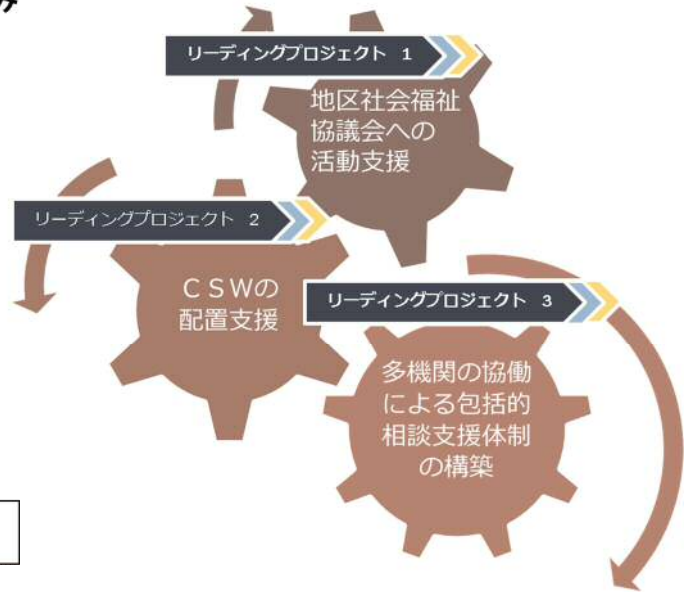 み
リーディングプロジェクト 1
地区社会福祉
協議会への
活動支援
リーディングプロジェクト 2
ＣＳＷの
配置支援
リーディングプロジェクト 3
多機関の協働
による包括的
相談支援体制
の構築